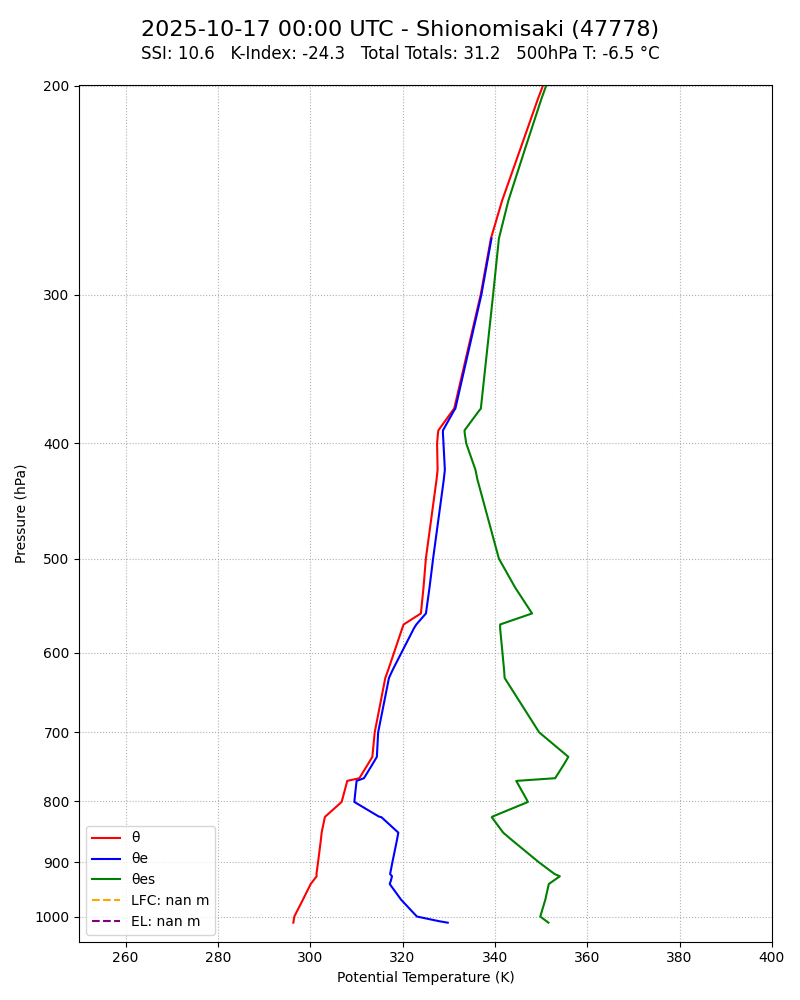 2025-10-17 00:00 UTC - Shionomisaki (47778)
SSI: 10.6   K-Index: -24.3   Total Totals: 31.2   500hPa T: -6.5 °C
200
300
400
500
600
700
800
900
1000
Pressure (hPa)
θ
θe
θes
LFC: nan m
EL: nan m
260 280 300 320 340 360 380 400
Potential Temperature (K)